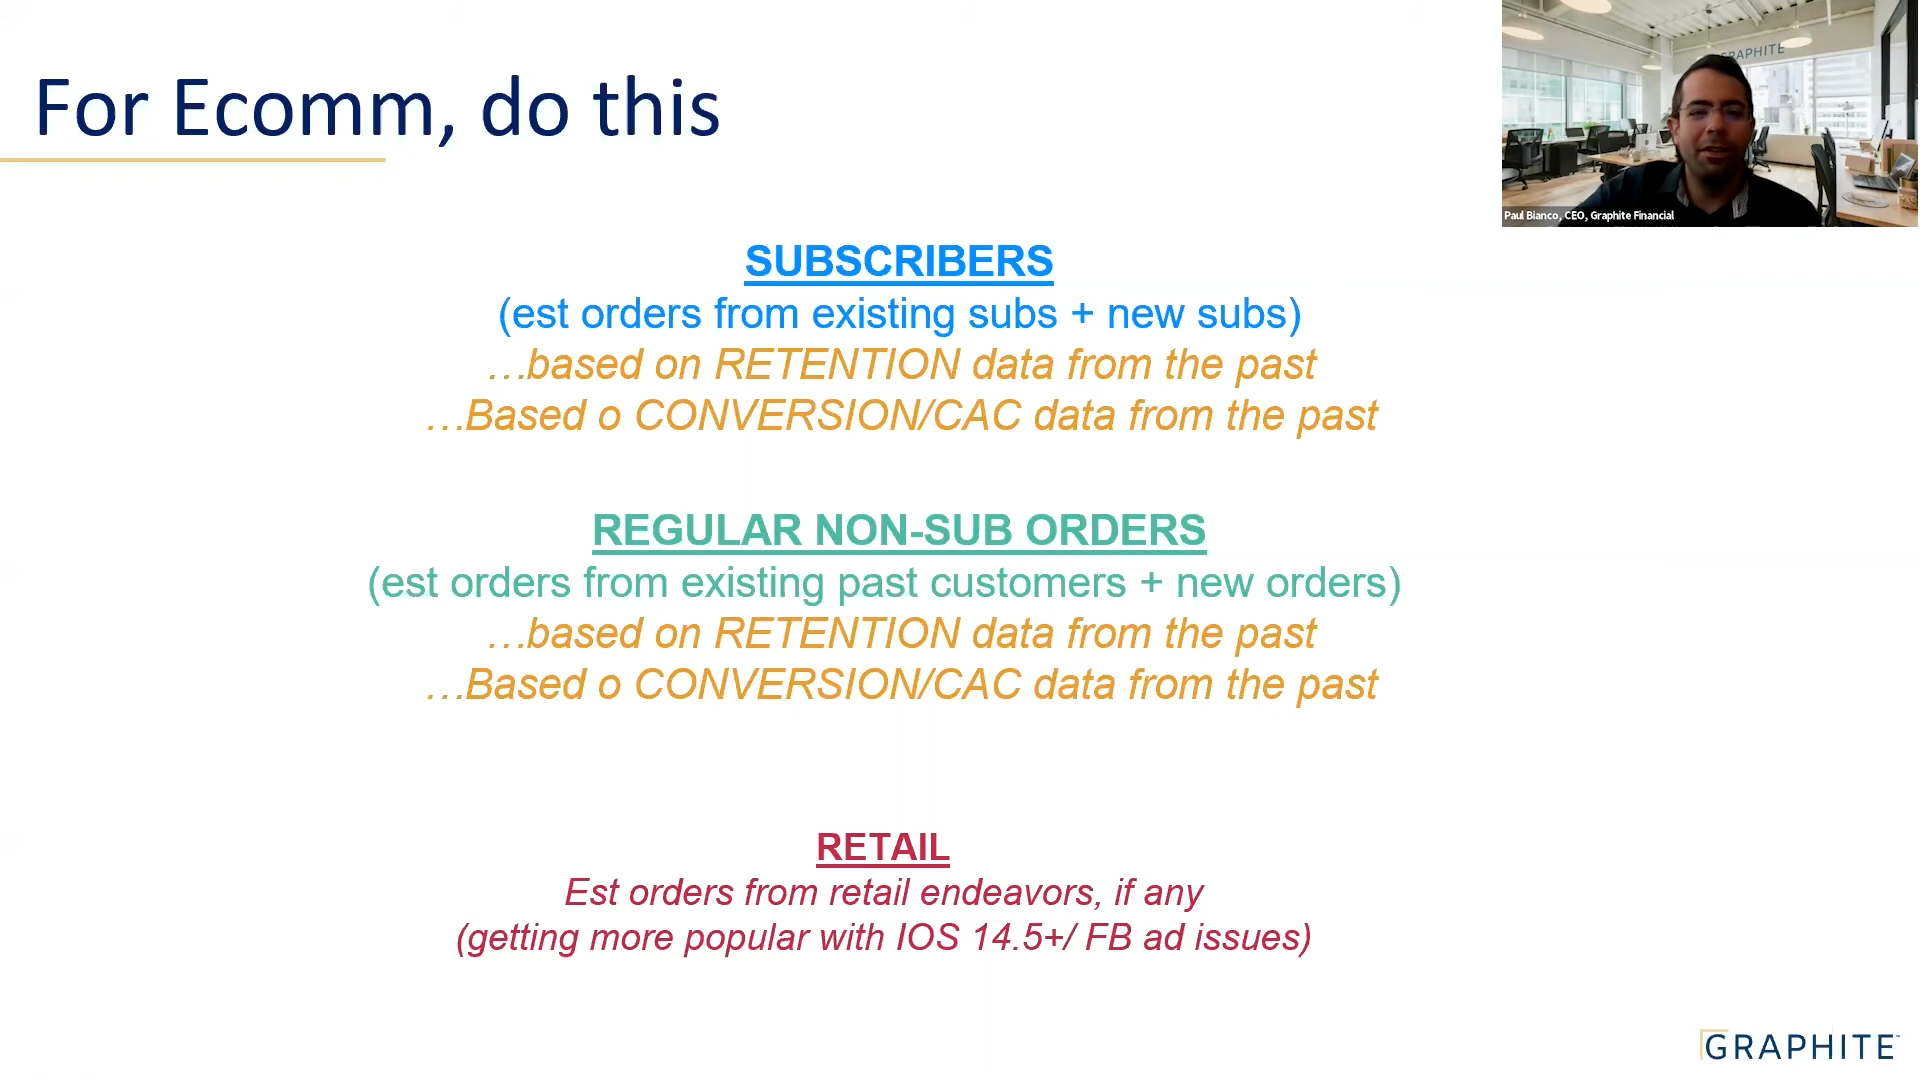 For Ecomm, do this
GRAPHITE
Paul Bianco, CEO, Graphite Financial
SUBSCRIBERS
(est orders from existing subs + new subs)
…based on RETENTION data from the past
…Based o CONVERSION/CAC data from the past
REGULAR NON-SUB ORDERS
(est orders from existing past customers + new orders)
…based on RETENTION data from the past
…Based o CONVERSION/CAC data from the past
RETAIL
Est orders from retail endeavors, if any
(getting more popular with IOS 14.5+/ FB ad issues)
GRAPHITE